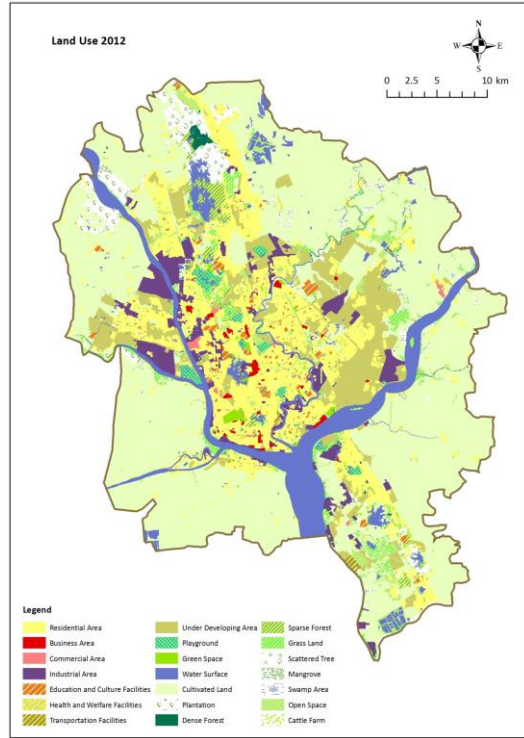 Land Use 2012
N
W E
S
0 2.5 5 10 km
Legend
Residential Area
Business Area
Commercial Area
Industrial Area
Education and Culture Facilities
Health and Welfare Facilities
Transportation Facilities
Under Developing Area
Playground
Green Space
Water Surface
Cultivated Land
Plantation
Dense Forest
Sparse Forest
Grass Land
Scattered Tree
Mangrove
Swamp Area
Open Space
Cattle Farm